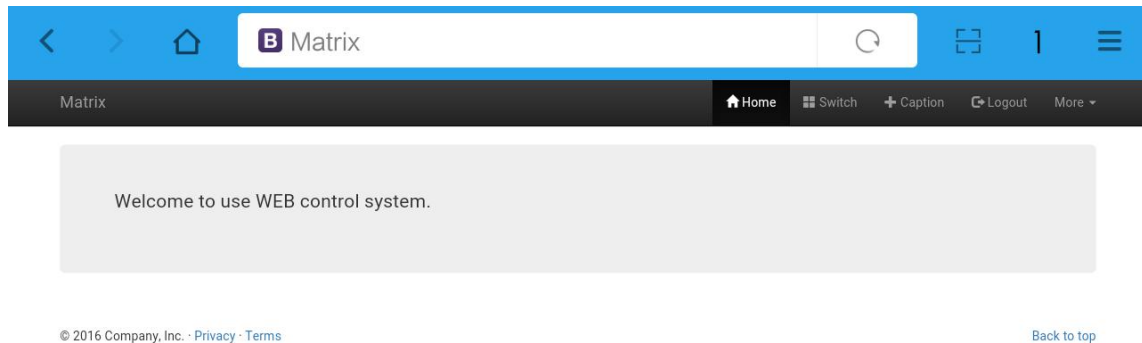 B Matrix 1
Matrix Home Switch Caption Logout More
Welcome to use WEB control system.
© 2016 Company, Inc. · Privacy · Terms Back to top